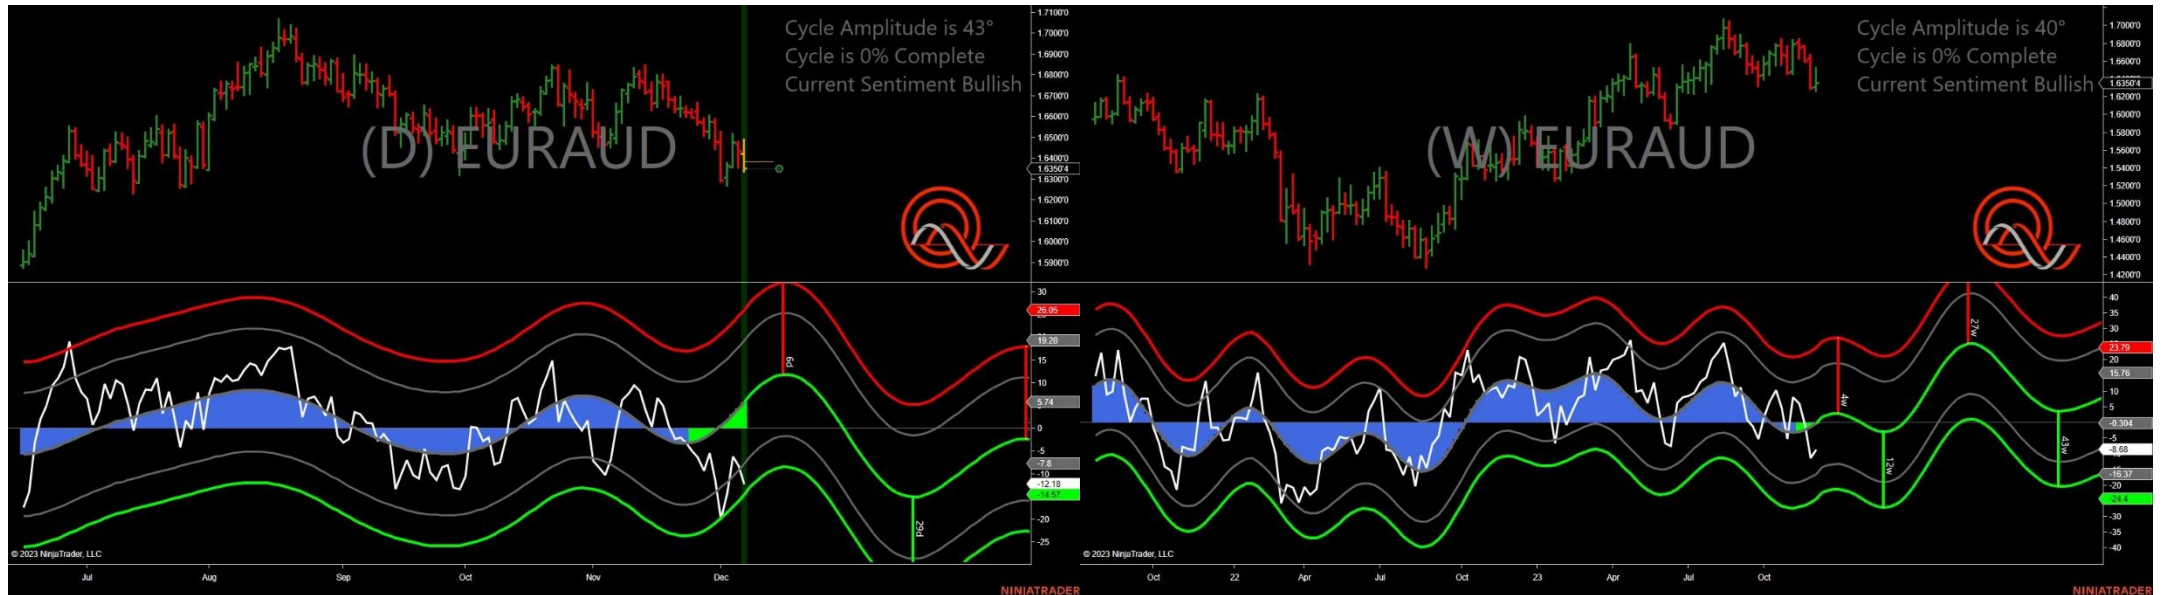 Cycle Amplitude is 43°
Cycle is 0% Complete
Current Sentiment Bullish
(D) EURAUD
1.7100'0
1.7000'0
1.6900'0
1.6800'0
1.6700'0
1.6600'0
1.6500'0
1.6400'0
1.6350'4
1.6300'0
1.6200'0
1.6100'0
1.6000'0
1.5900'0
30
26.05
19.28
15
10
5.74
0
-5
-7.8
-10
-12.18
-14.57
-20
-25
6d
29d
© 2023 NinjaTrader, LLC
Jul
Aug
Sep
Oct
Nov
Dec
NINJATRADER
Cycle Amplitude is 40°
Cycle is 0% Complete
Current Sentiment Bullish
(W) EURAUD
1.7000'0
1.6800'0
1.6600'0
1.6350'4
1.6200'0
1.6000'0
1.5800'0
1.5600'0
1.5400'0
1.5200'0
1.5000'0
1.4800'0
1.4600'0
1.4400'0
1.4200'0
40
35
30
23.79
20
15.76
10
5
-0.304
-5
-8.68
-16.37
-20
-24.4
-30
-35
-40
4w
12w
27w
43w
© 2023 NinjaTrader, LLC
Oct
22
Apr
Jul
Oct
23
Apr
Jul
Oct
NINJATRADER